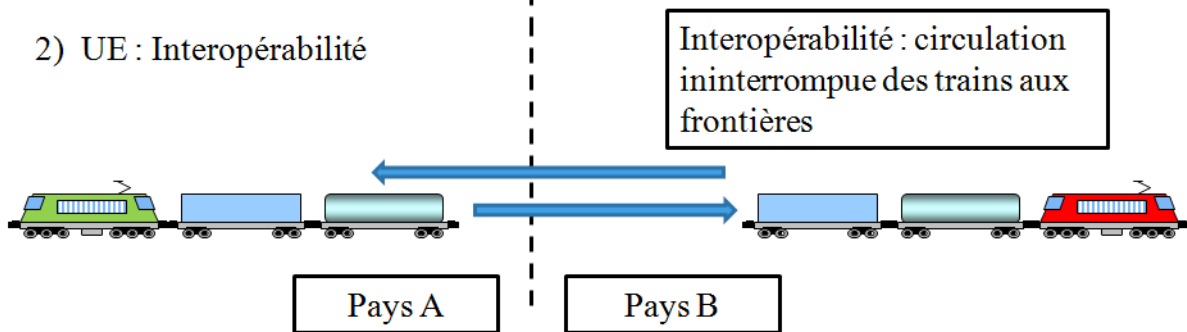 2) UE : Interopérabilité
Interopérabilité : circulation
ininterrompue des trains aux
frontières
Pays A
Pays B